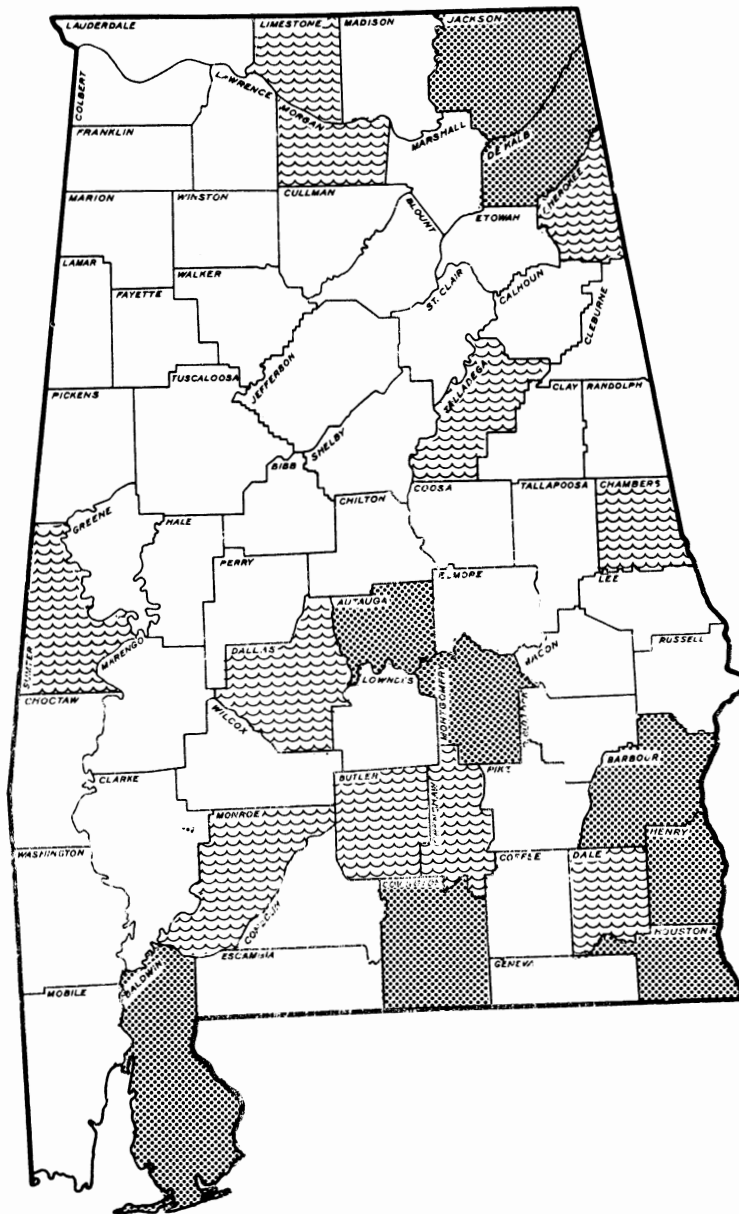 LAUDERDALE
LIMESTONE
MADISON
JACKSON
COLBERT
LAWRENCE
MORGAN
FRANKLIN
MARSHALL
DE KALB
CHEROKEE
MARION
WINSTON
CULLMAN
BLOUNT
ETOWAH
LAMAR
WALKER
FAYETTE
ST. CLAIR
CALHOUN
CLEBURNE
TUSCALOOSA
JEFFERSON
TALLADEGA
PICKENS
CLAY
RANDOLPH
SHELBY
BIBB
CHILTON
COOSA
TALLAPOOSA
CHAMBERS
GREENE
HALE
PERRY
ELMORE
LEE
AUTAUGA
SUMTER
MARENGO
DALLAS
LOWNDES
MONTGOMERY
MACON
RUSSELL
CHOCTAW
WILCOX
CLARKE
BUTLER
PIKE
BARBOUR
MONROE
CRENSHAW
HENRY
WASHINGTON
COFFEE
DALE
CONECUH
COVINGTON
HOUSTON
ESCAMBIA
GENEVA
MOBILE
BALDWIN